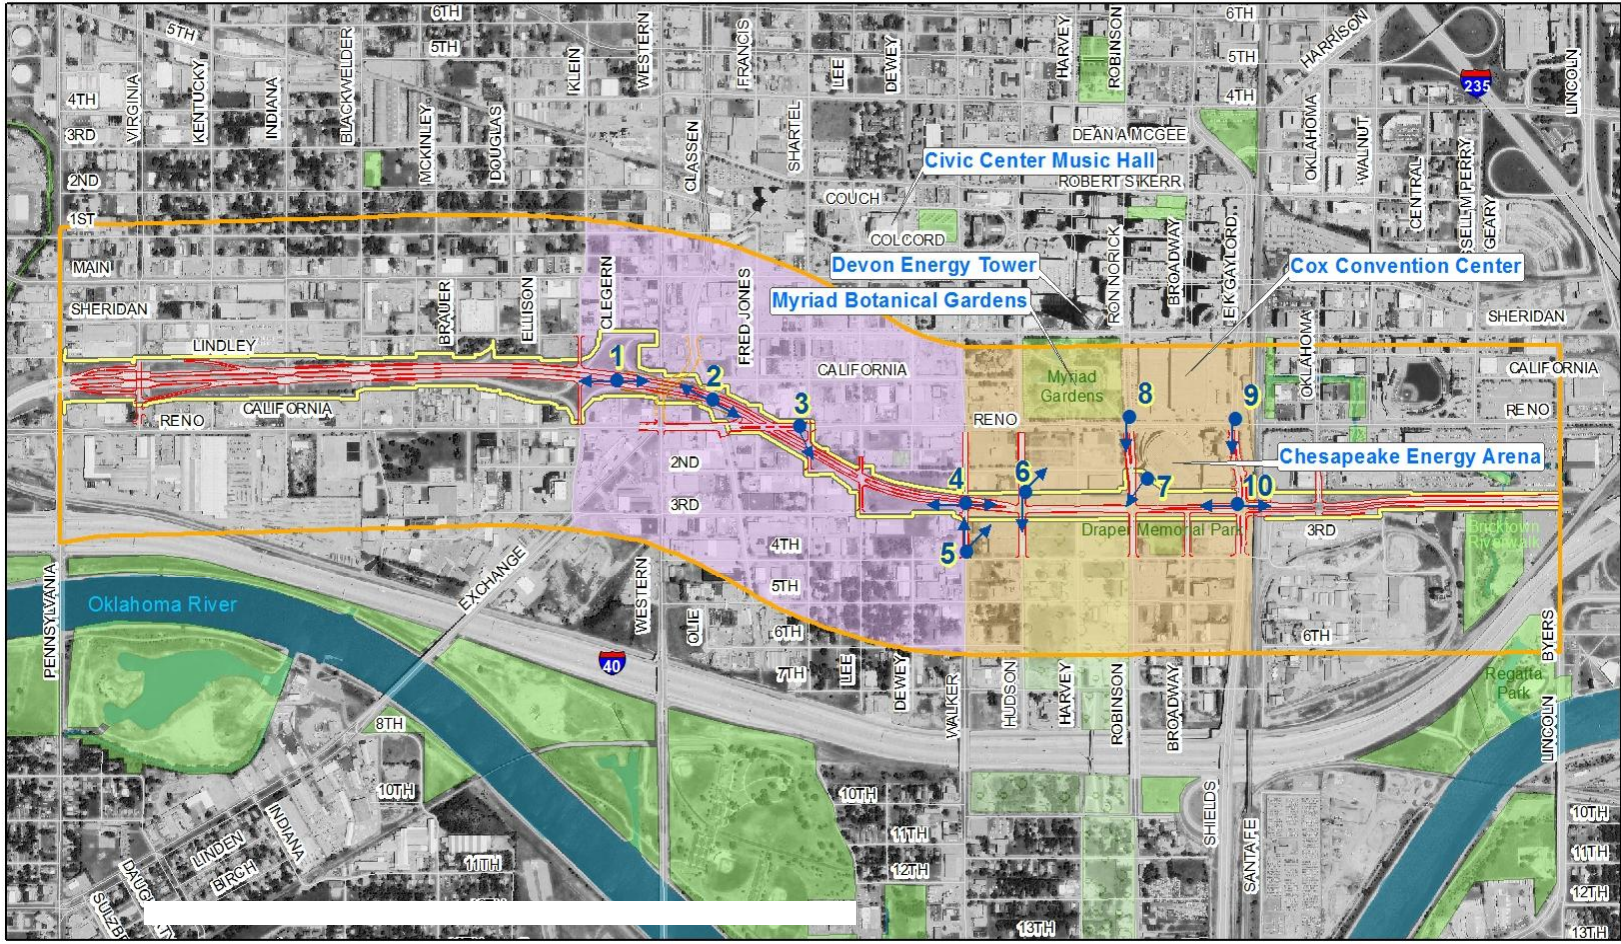 6TH
6TH
5TH
5TH
5TH
HARRISON
VIRGINIA
KENTUCKY
INDIANA
BLACKWELDER
MCKINLEY
DOUGLAS
KLEIN
WESTERN
FRANCIS
LEE
DEWEY
HARVEY
ROBINSON
LINCOLN
235
4TH
4TH
3RD
DEAN A MCGEE
CLASSEN
SHARTEL
OKLAHOMA
WALNUT
CENTRAL
RUSSELL M PERRY
GEARY
2ND
Civic Center Music Hall
ROBERT S KERR
COUCH
1ST
COLCORD
MAIN
Devon Energy Tower
Cox Convention Center
RON NORICK
BROADWAY
E K GAYLORD
Myriad Botanical Gardens
SHERIDAN
SHERIDAN
BRAUER
ELLISON
CLEGERN
FRED JONES
OKLAHOMA
LINDLEY
CALIFORNIA
CALIFORNIA
Myriad
Gardens
1
2
3
CALIFORNIA
RENO
RENO
RENO
8
9
Chesapeake Energy Arena
2ND
4
6
7
10
3RD
3RD
Draper Memorial Park
Bricktown
Riverwalk
5
4TH
5TH
6TH
6TH
7TH
EXCHANGE
WESTERN
OLIE
PENNSYLVANIA
Oklahoma River
40
LEE
DEWEY
WALKER
HUDSON
HARVEY
ROBINSON
BROADWAY
BYERS
Regatta
Park
LINCOLN
8TH
10TH
10TH
10TH
SHIELDS
SANTA FE
LINDEN
INDIANA
BIRCH
11TH
11TH
11TH
12TH
12TH
13TH
13TH